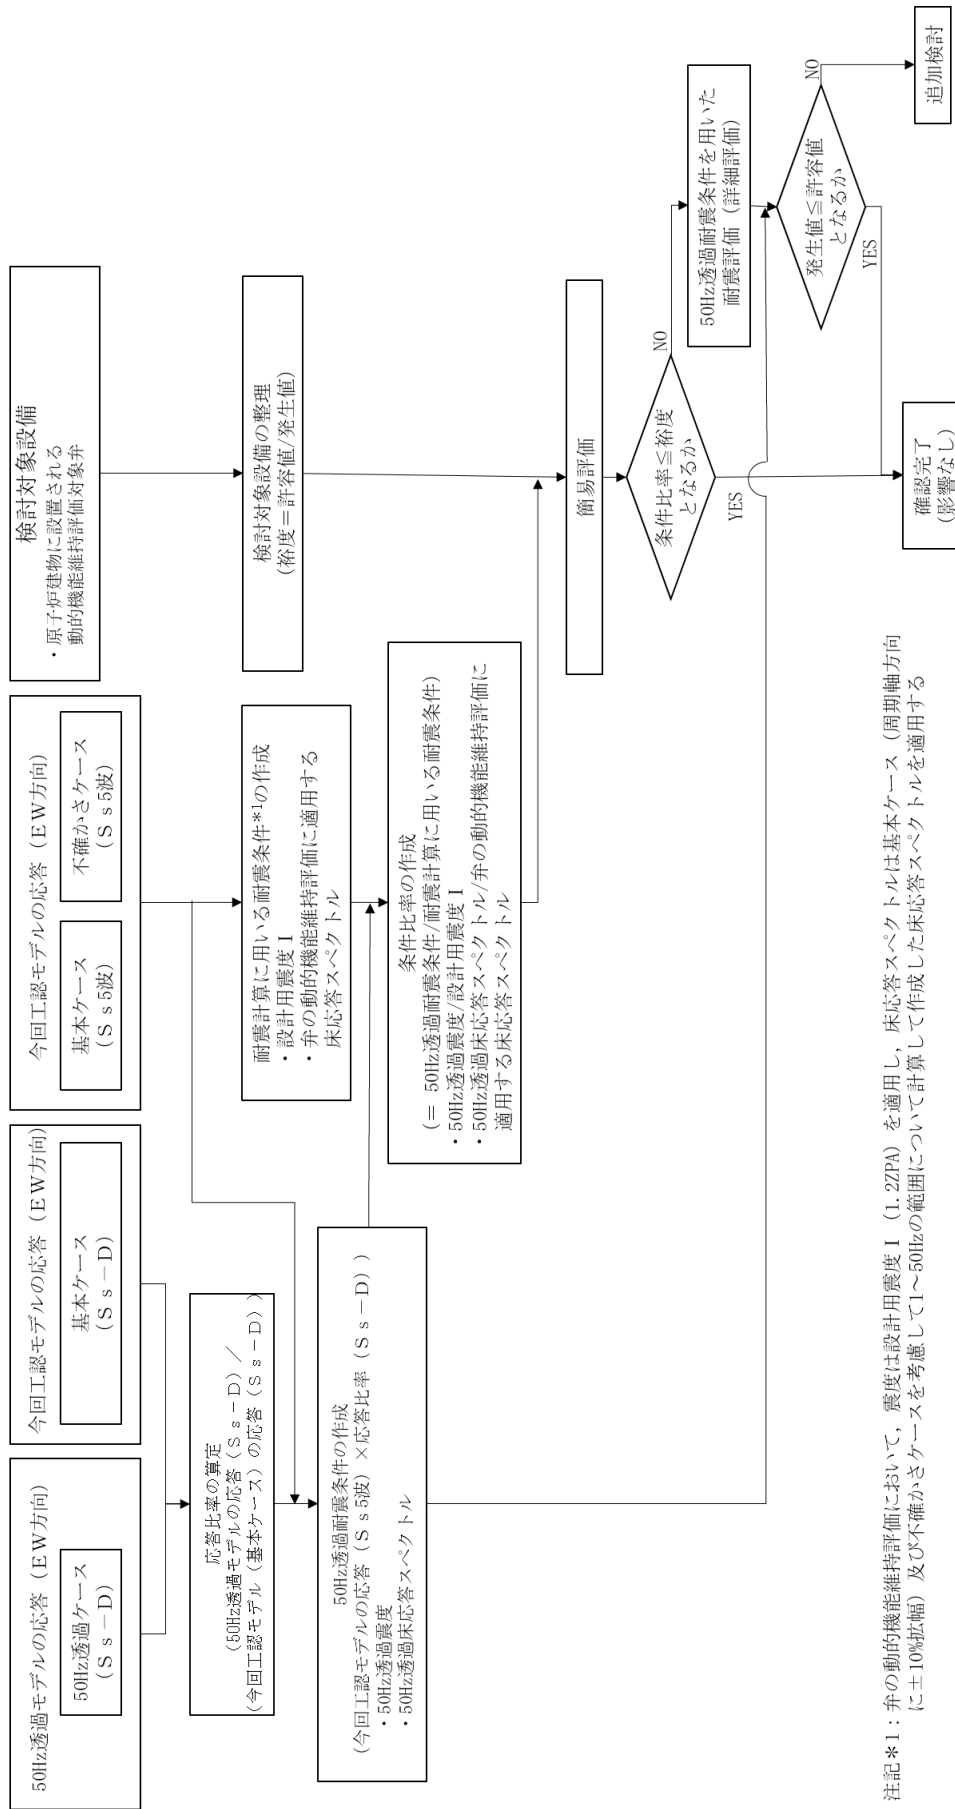 50Hz透過モデルの応答（EW方向）
50Hz透過ケース
（Ｓｓ－Ｄ）
今回工認モデルの応答（EW方向）
基本ケース
（Ｓｓ－Ｄ）
今回工認モデルの応答（EW方向）
基本ケース
（Ｓｓ5波）
不確かさケース
（Ｓｓ5波）
検討対象設備
・原子炉建物に設置される
動的機能維持評価対象弁
応答比率の算定
（50Hz透過モデルの応答（Ｓｓ－Ｄ）／
(今回工認モデル（基本ケース）の応答（Ｓｓ－Ｄ））
耐震計算に用いる耐震条件*1の作成
・設計用震度Ⅰ
・弁の動的機能維持評価に適用する
床応答スペクトル
検討対象設備の整理
(裕度＝許容値/発生値)
50Hz透過耐震条件の作成
(今回工認モデルの応答（Ｓｓ5波）×応答比率（Ｓｓ－Ｄ））
・50Hz透過震度
・50Hz透過床応答スペクトル
条件比率の作成
(＝ 50Hz透過耐震条件/耐震計算に用いる耐震条件)
・50Hz透過震度/設計用震度Ⅰ
・50Hz透過床応答スペクトル/弁の動的機能維持評価に
適用する床応答スペクトル
簡易評価
条件比率≦裕度
となるか
NO
YES
50Hz透過耐震条件を用いた
耐震評価（詳細評価）
発生値≦許容値
となるか
NO
YES
追加検討
確認完了
(影響なし)
注記＊1：弁の動的機能維持評価において，震度は設計用震度Ⅰ（1.2ZPA）を適用し，床応答スペクトルは基本ケース（周期軸方向
に±10%拡幅）及び不確かさケースを考慮して1～50Hzの範囲について計算して作成した床応答スペクトルを適用する